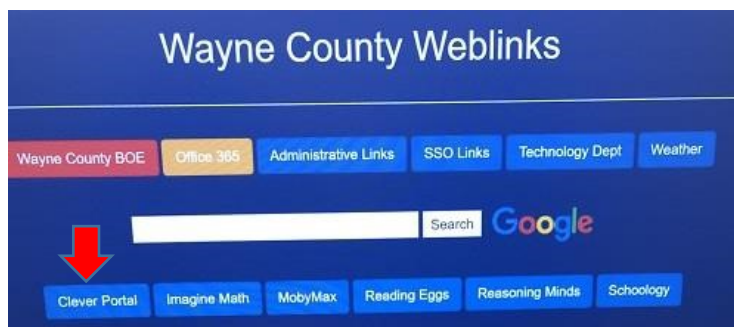 Wayne County Weblinks
Wayne County BOE Office 365 Administrative Links SSO Links Technology Dept Weather
Search Google
Clever Portal Imagine Math MobyMax Reading Eggs Reasoning Minds Schoology